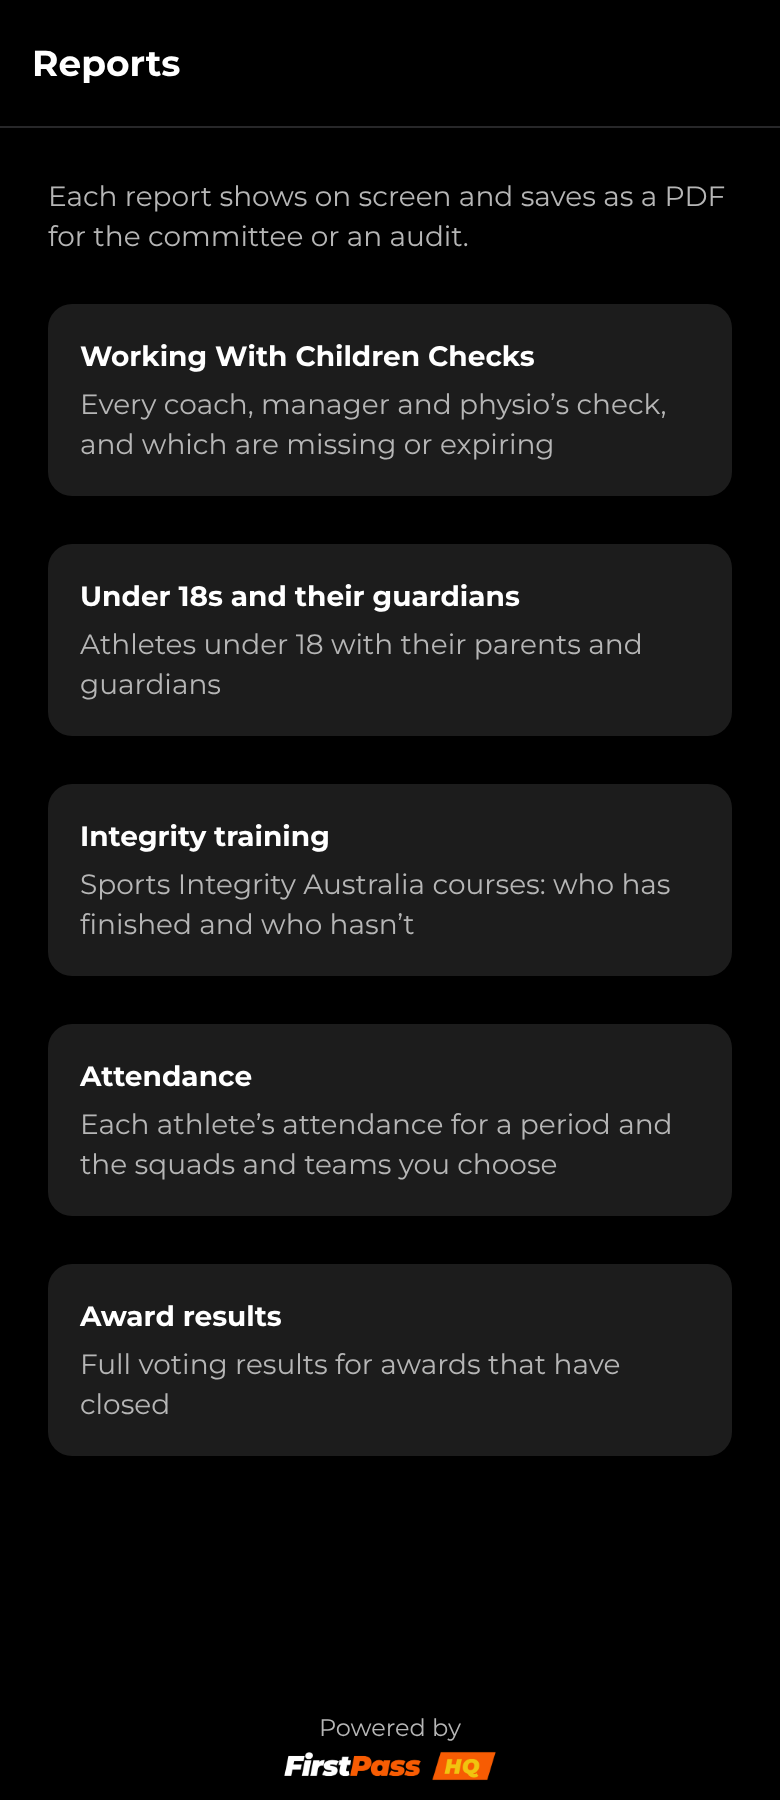 Reports
Each report shows on screen and saves as a PDF
for the committee or an audit.
Working With Children Checks
Every coach, manager and physio’s check,
and which are missing or expiring
Under 18s and their guardians
Athletes under 18 with their parents and
guardians
Integrity training
Sports Integrity Australia courses: who has
finished and who hasn’t
Attendance
Each athlete’s attendance for a period and
the squads and teams you choose
Award results
Full voting results for awards that have
closed
Powered by
FirstPass HQ